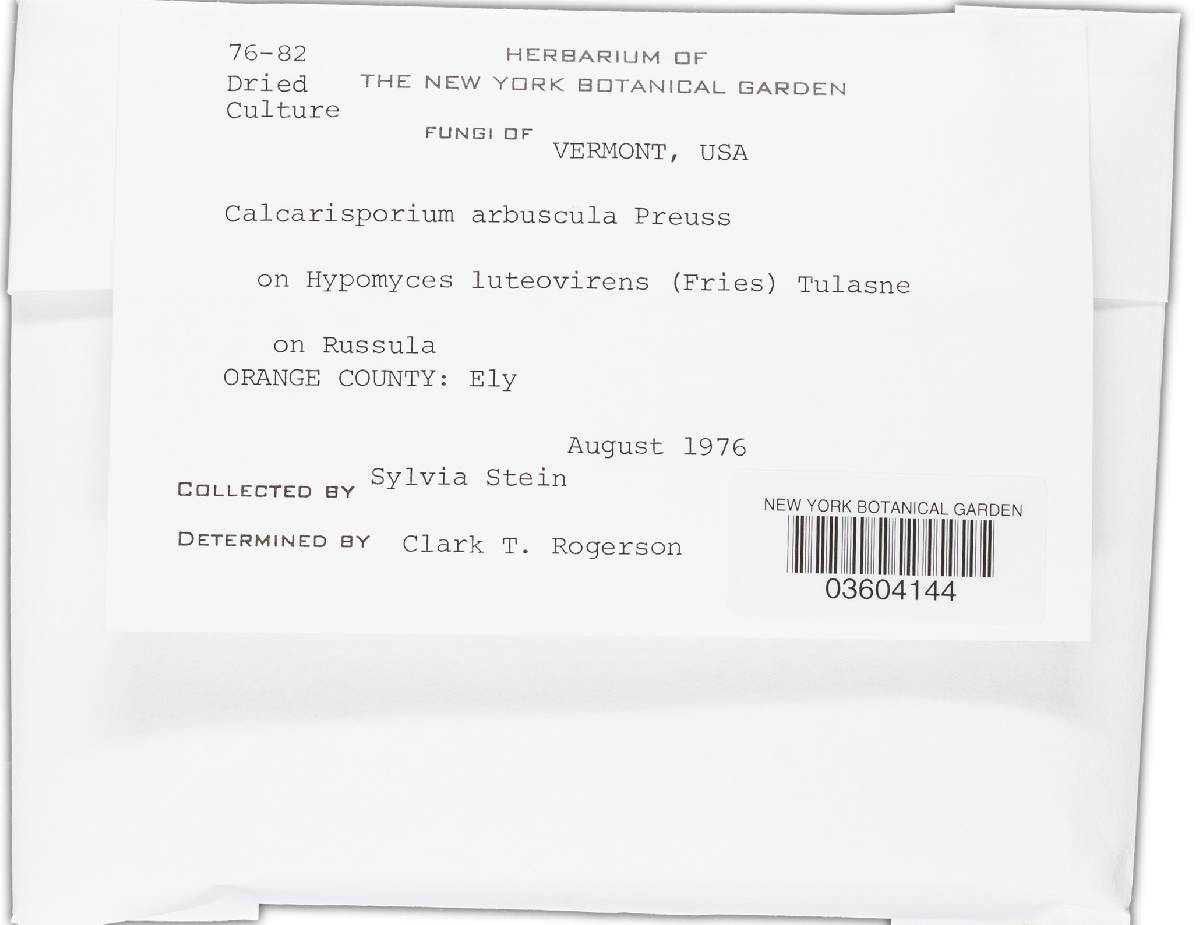 76-82
HERBARIUM OF
Dried
THE NEW YORK BOTANICAL GARDEN
Culture
FUNGI OF VERMONT, USA
Calcarisporium arbuscula Preuss
on Hypomyces luteovirens (Fries) Tulasne
on Russula
ORANGE COUNTY: Ely
August 1976
COLLECTED BY Sylvia Stein
DETERMINED BY Clark T. Rogerson
NEW YORK BOTANICAL GARDEN
03604144